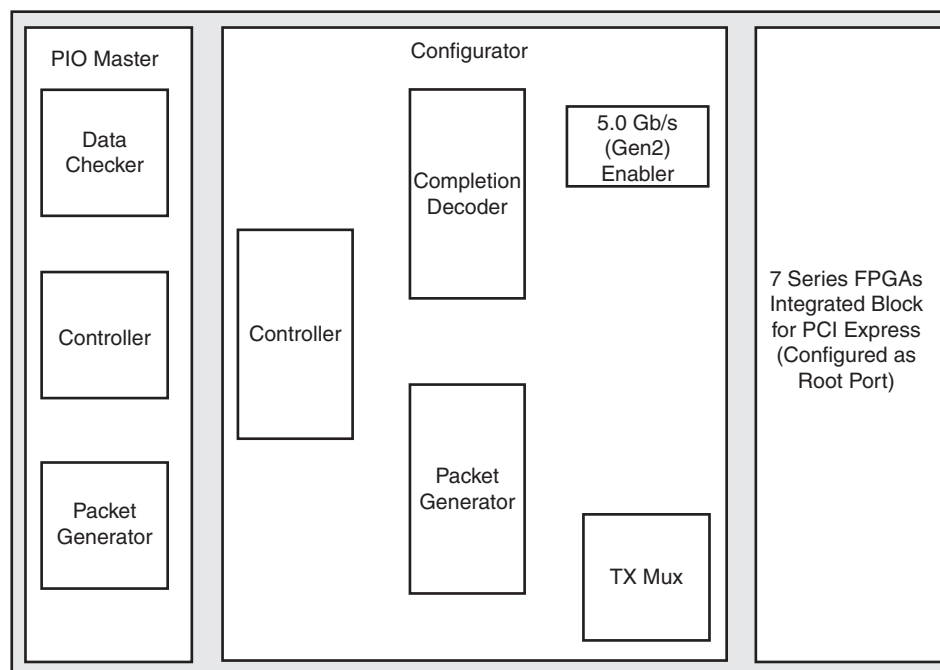 PIO Master
Data
Checker
Controller
Packet
Generator
Configurator
Controller
Completion
Decoder
Packet
Generator
5.0 Gb/s
(Gen2)
Enabler
TX Mux
7 Series FPGAs
Integrated Block
for PCI Express
(Configured as
Root Port)